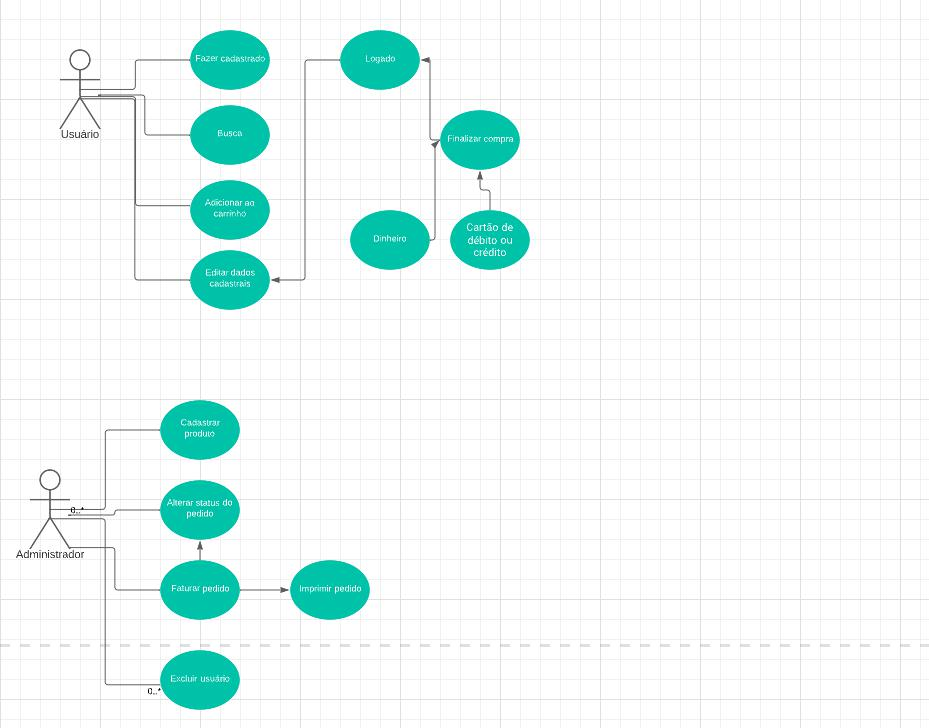 Fazer cadastrado
Logado
Usuário
Busca
Finalizar compra
Adicionar ao
carrinho
Dinheiro
Cartão de
débito ou
crédito
Editar dados
cadastrais
Cadastrar
produto
Alterar status do
pedido
0..*
Administrador
Faturar pedido
Imprimir pedido
Excluir usuário
0..*